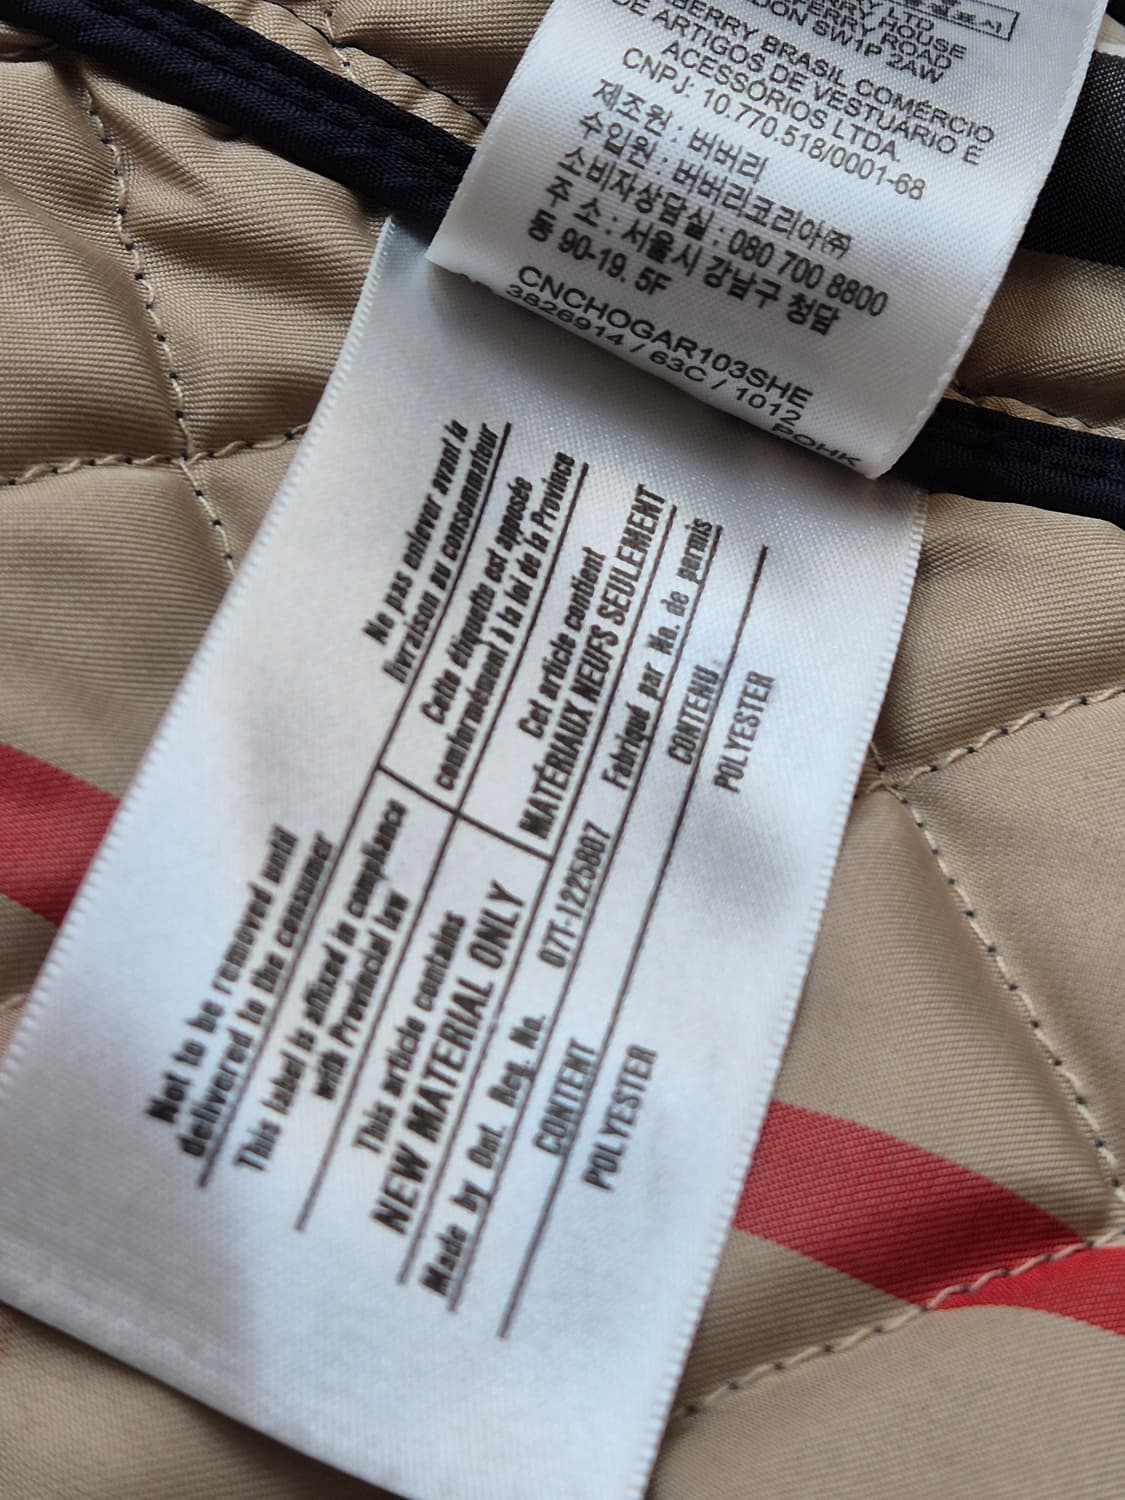 HOUSE
ROAD
SW1P 2AW
BERRY BRASIL COMÉRCIO
DE ARTIGOS DE VESTUÁRIO E
ACESSÓRIOS LTDA.
CNPJ: 10.770.518/0001-68
제조원 : 버버리
수입원 : 버버리코리아㈜
소비자상담실 : 080 700 8800
주 소 : 서울시 강남구 청담
동 90-19. 5F
CNCHOGAR103SHE
3826914 / 63C / 1012
POHK
Ne pas enlever avant la
livraison au consommateur
Cette étiquette est apposée
conformément à la loi de la Province
Cet article contient
MATÉRIAUX NEUFS SEULEMENT
Fabriqué par No. de permis
CONTENU
POLYESTER
Not to be removed until
delivered to the consumer
This label is affixed in compliance
with Provincial law
This article contains
NEW MATERIAL ONLY
Made by Ont. Reg. No. 07T-1225807
CONTENT
POLYESTER